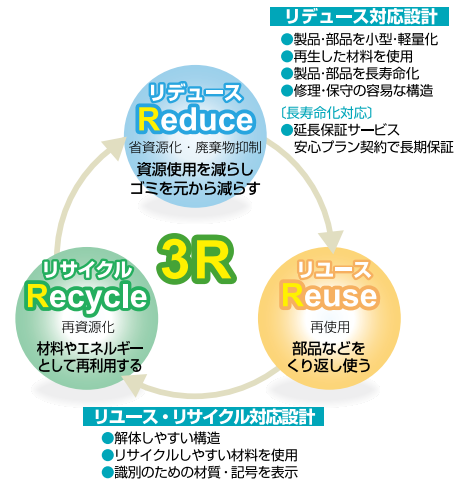 リデュース対応設計
●製品・部品を小型・軽量化
●再生した材料を使用
●製品・部品を長寿命化
●修理・保守の容易な構造
〔長寿命化対応〕
●延長保証サービス
安心プラン契約で長期保証
リデュース
Reduce
省資源化・廃棄物抑制
資源使用を減らし
ゴミを元から減らす
3R
リサイクル
Recycle
再資源化
材料やエネルギー
として再利用する
リユース
Reuse
再使用
部品などを
くり返し使う
リユース・リサイクル対応設計
●解体しやすい構造
●リサイクルしやすい材料を使用
●識別のための材質・記号を表示